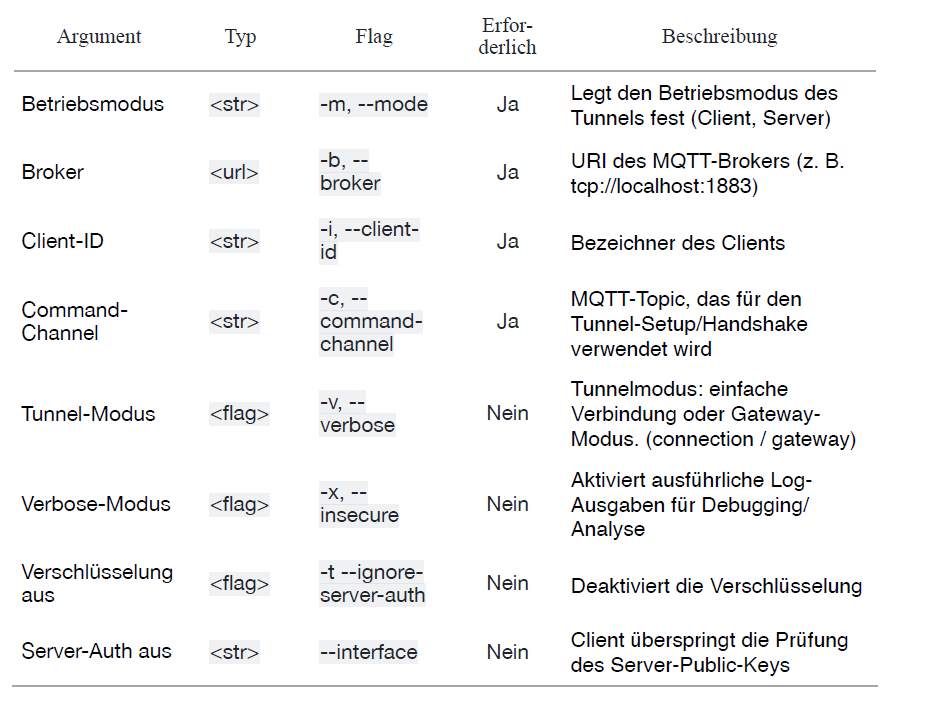 Argument Typ Flag Erfor-
derlich Beschreibung
Betriebsmodus <str> -m, --mode Ja Legt den Betriebsmodus des
Tunnels fest (Client, Server)
Broker <url> -b, --
broker Ja URI des MQTT-Brokers (z. B.
tcp://localhost:1883)
Client-ID <str> -i, --client-
id Ja Bezeichner des Clients
Command-
Channel <str> -c, --
command-
channel Ja MQTT-Topic, das für den
Tunnel-Setup/Handshake
verwendet wird
Tunnel-Modus <flag> -v, --
verbose Nein Tunnelmodus: einfache
Verbindung oder Gateway-
Modus. (connection / gateway)
Verbose-Modus <flag> -x, --
insecure Nein Aktiviert ausführliche Log-
Ausgaben für Debugging/
Analyse
Verschlüsselung
aus <flag> -t --ignore-
server-auth Nein Deaktiviert die Verschlüsselung
Server-Auth aus <str> --interface Nein Client überspringt die Prüfung
des Server-Public-Keys